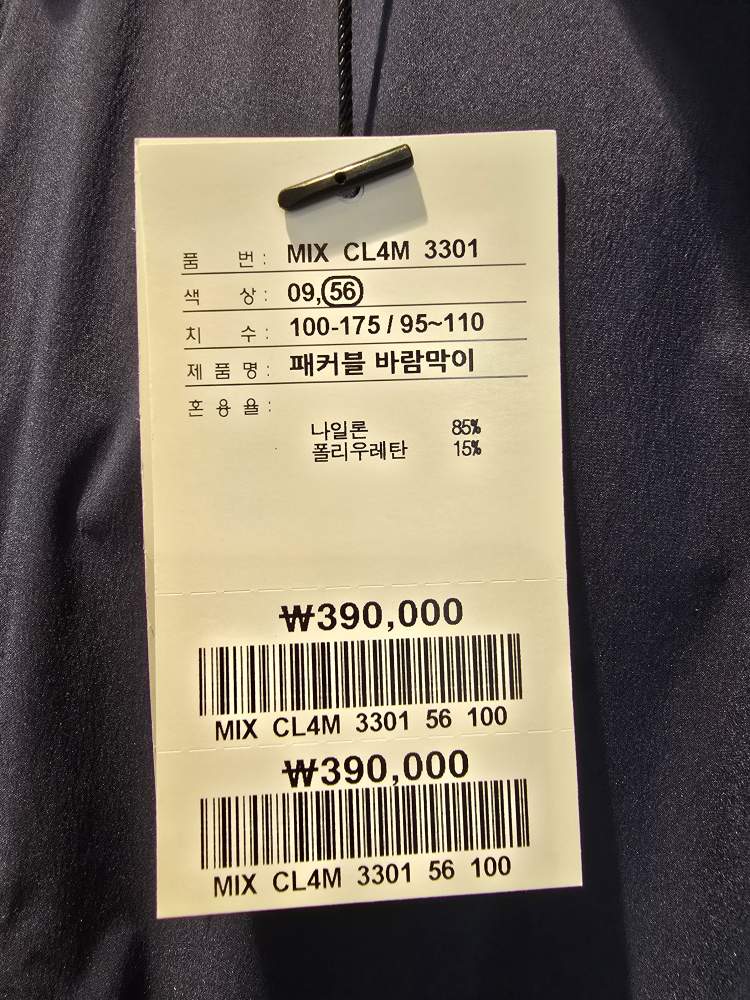 품 번 : MIX CL4M 3301
색 상 : 09,56
치 수 : 100-175 / 95~110
제 품 명 : 패커블 바람막이
혼 용 율 :
나일론 85%
폴리우레탄 15%
₩390,000
MIX CL4M 3301 56 100
₩390,000
MIX CL4M 3301 56 100